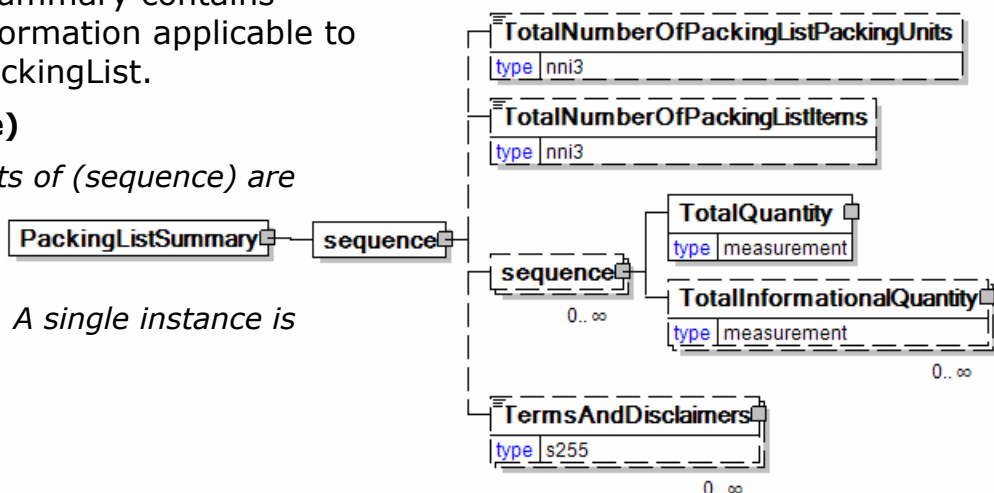 ummary contains
ormation applicable to
ackingList.
e)
ts of (sequence) are
A single instance is
PackingListSummary
sequence
TotalNumberOfPackingListPackingUnits
type nni3
TotalNumberOfPackingListItems
type nni3
sequence
0..∞
TotalQuantity
type measurement
TotalInformationalQuantity
type measurement
0..∞
TermsAndDisclaimers
type s255
0..∞